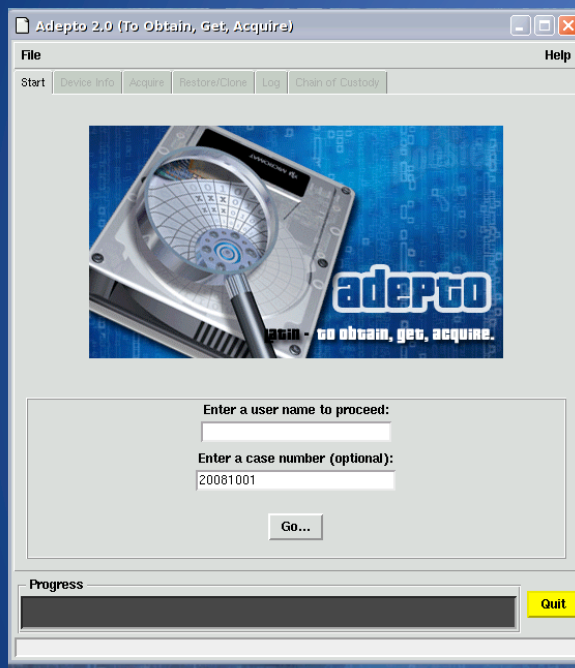 Adepto 2.0 (To Obtain, Get, Acquire)
File Help
Start Device Info Acquire Restore/Clone Log Chain of Custody
adepto
latin - to obtain, get, acquire.
Enter a user name to proceed:
Enter a case number (optional):
20081001
Go...
Progress
Quit